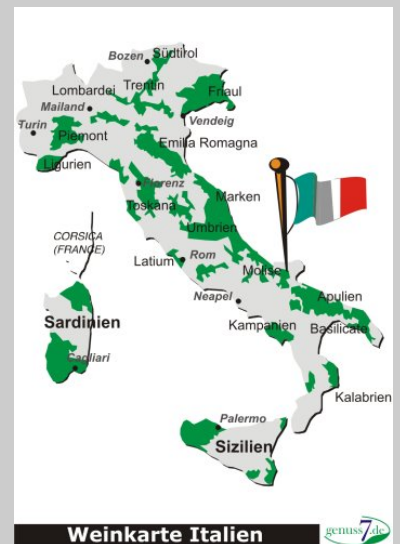 Bozen
Südtirol
Lombardei
Trentin
Friaul
Mailand
Vendeig
Turin
Piemont
Emilia Romagna
Ligurien
Florenz
Toskana
Marken
Umbrien
CORSICA
(FRANCE)
Latium
Rom
Molise
Neapel
Apulien
Sardinien
Kampanien
Basilicato
Cagliari
Kalabrien
Palermo
Sizilien
Weinkarte Italien
genuss7.de